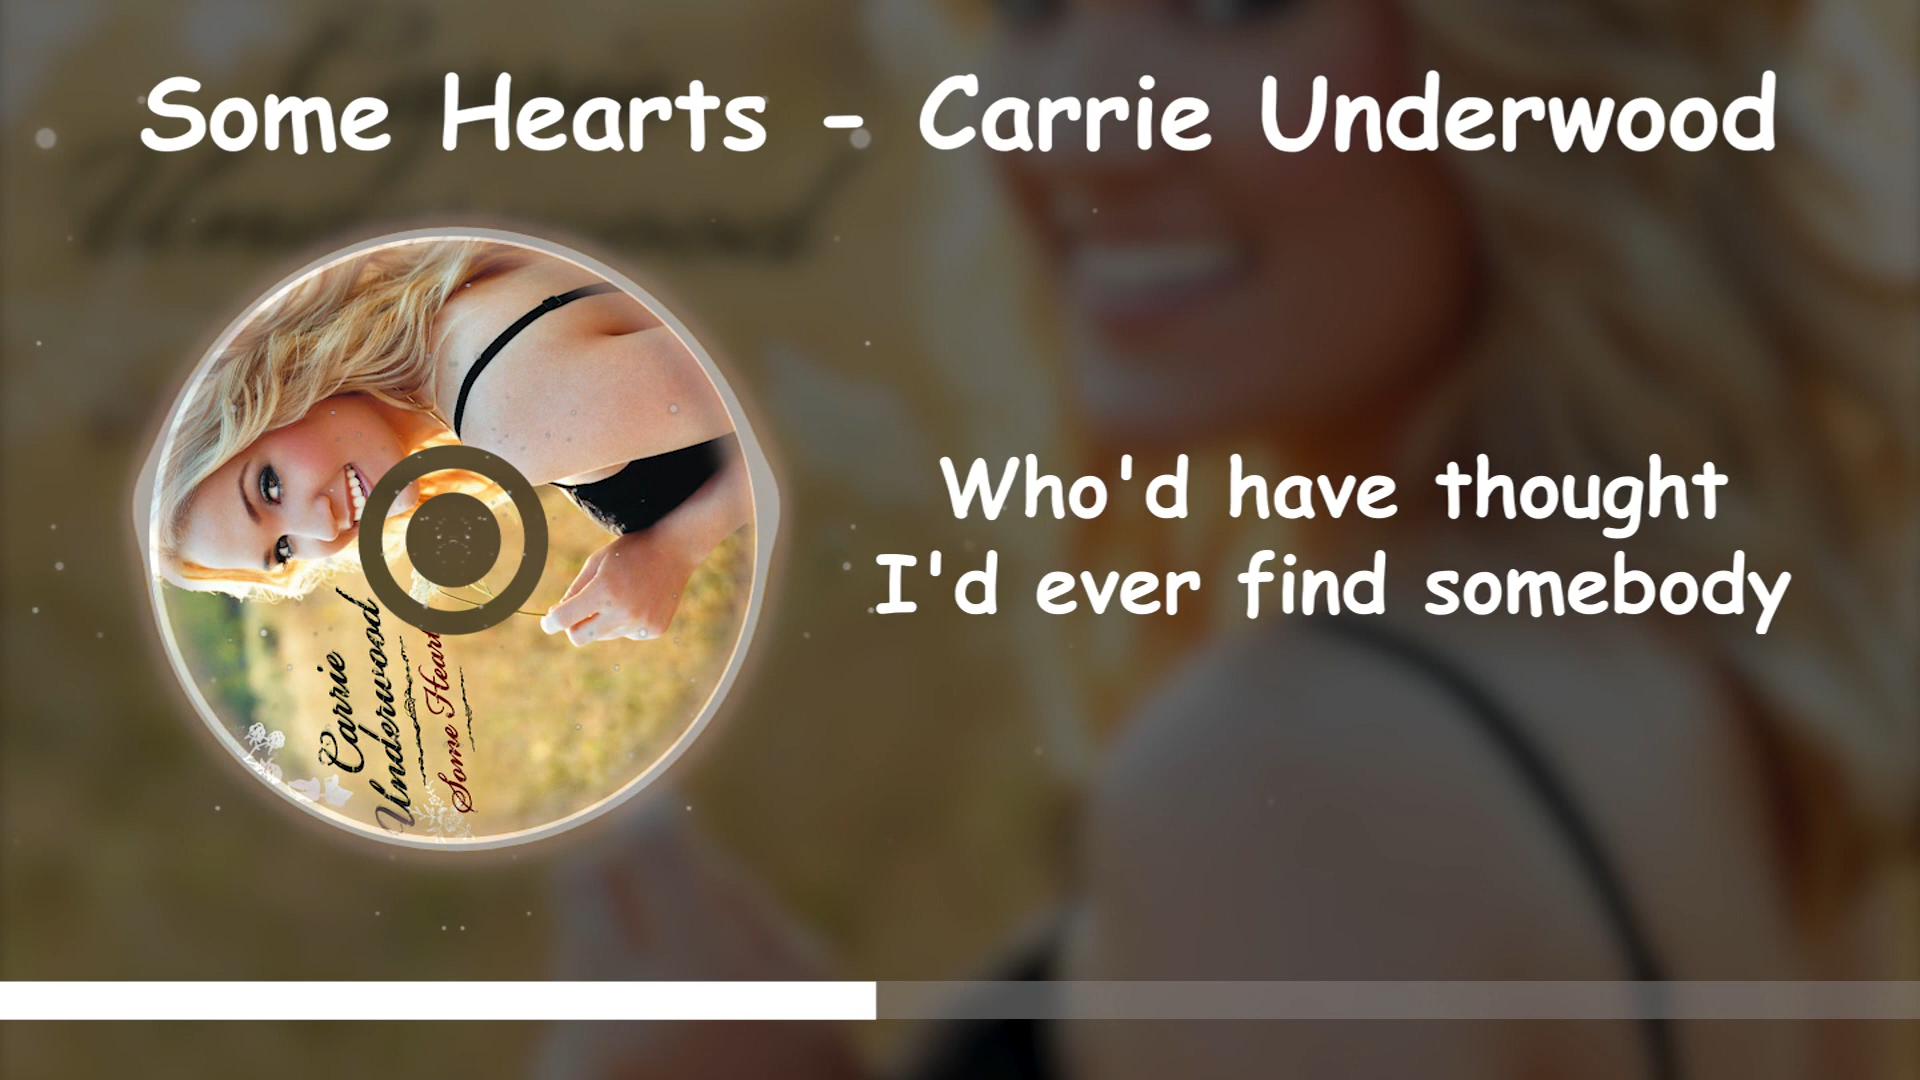 Some Hearts - Carrie Underwood
Who'd have thought
I'd ever find somebody
Carrie
Underwood
Some Heart